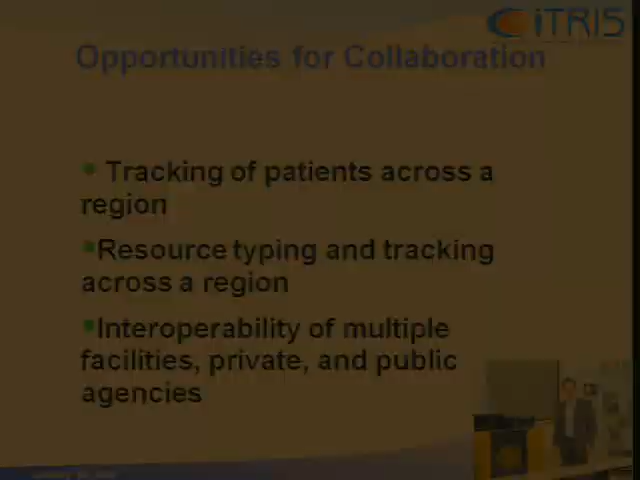 CITRIS
Opportunities for Collaboration
Tracking of patients across a
region
Resource typing and tracking
across a region
Interoperability of multiple
facilities, private, and public
agencies